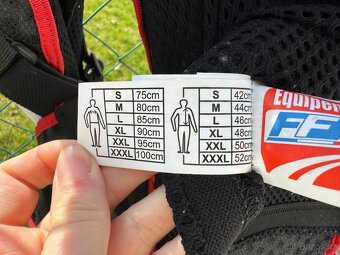 S 75cm
M 80cm
L 85cm
XL 90cm
XXL 95cm
XXXL 100cm
S 42cm
M 44cm
L 46cm
XL 48cm
XXL 50cm
XXXL 52cm
FF